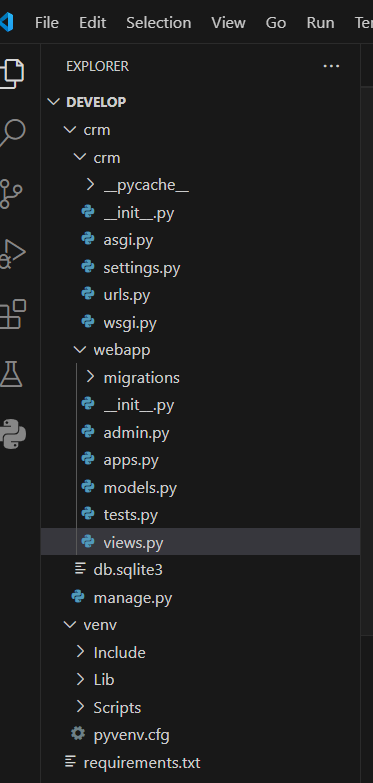 File Edit Selection View Go Run
EXPLORER ···
DEVELOP
crm
crm
__pycache__
__init__.py
asgi.py
settings.py
urls.py
wsgi.py
webapp
migrations
__init__.py
admin.py
apps.py
models.py
tests.py
views.py
db.sqlite3
manage.py
venv
Include
Lib
Scripts
pyvenv.cfg
requirements.txt